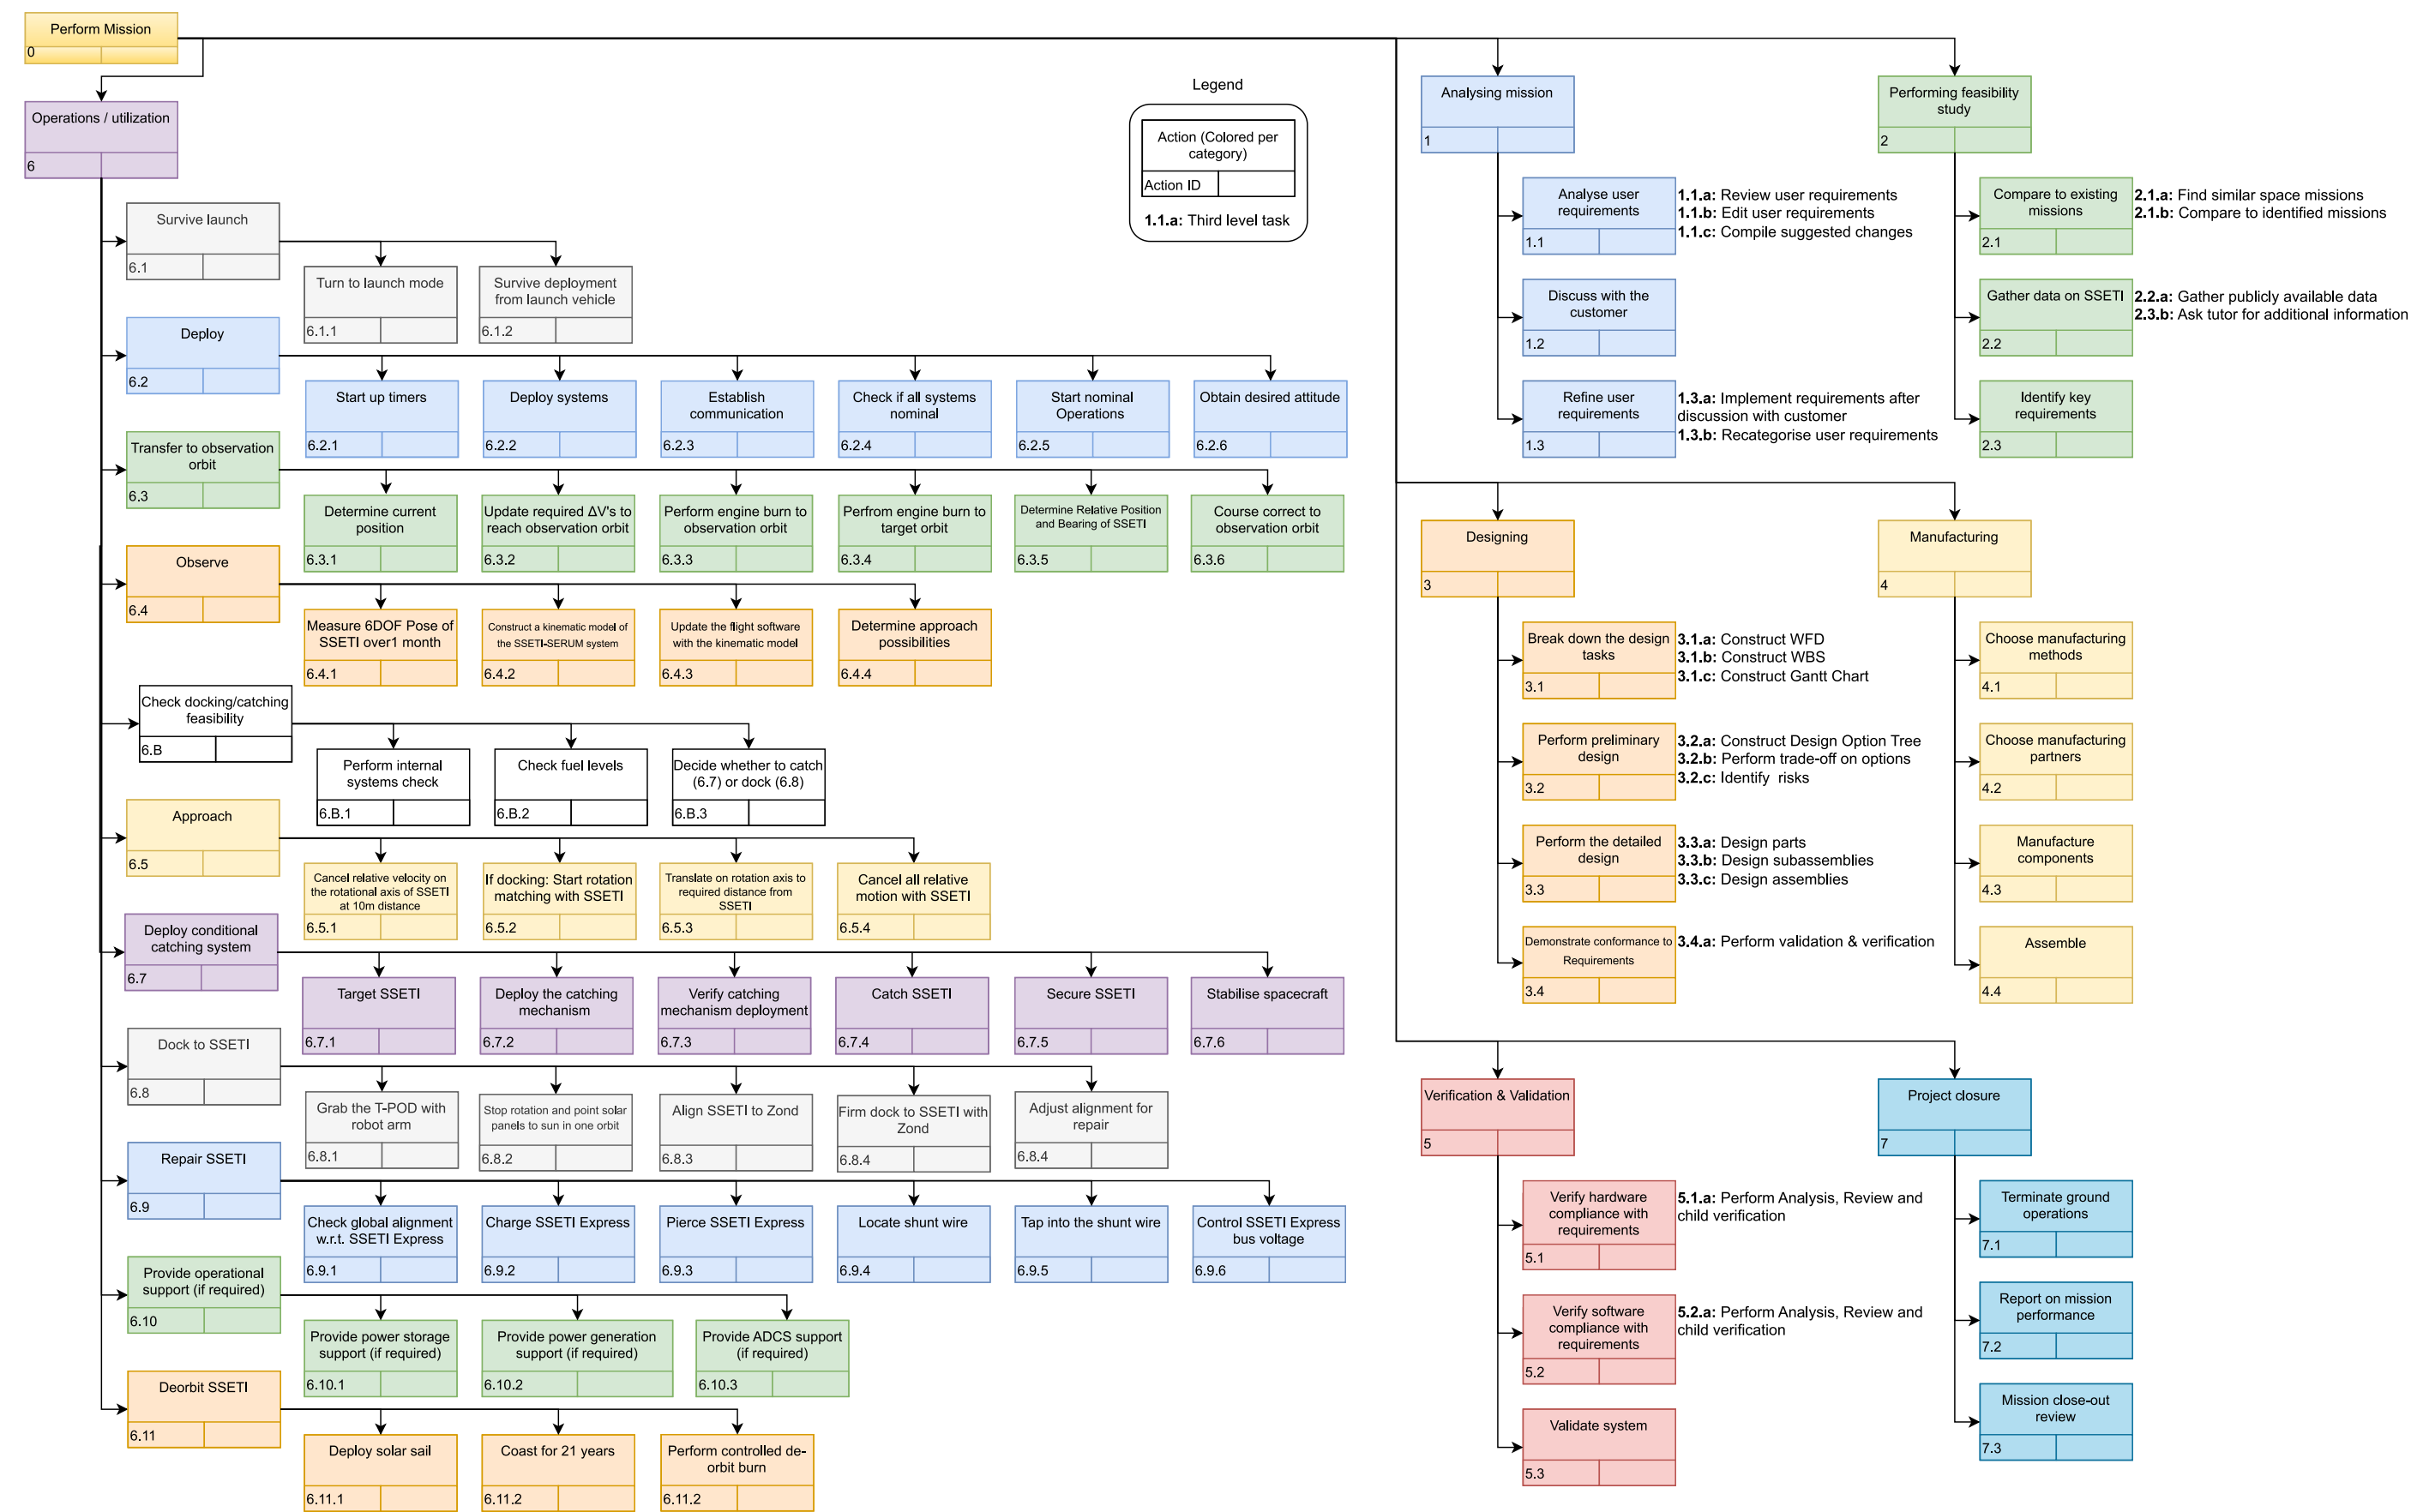 Perform Mission
0
Operations / utilization
6
Survive launch
6.1
Turn to launch mode
6.1.1
Survive deployment
from launch vehicle
6.1.2
Deploy
6.2
Start up timers
6.2.1
Deploy systems
6.2.2
Establish
communication
6.2.3
Check if all systems
nominal
6.2.4
Start nominal
Operations
6.2.5
Obtain desired attitude
6.2.6
Transfer to observation
orbit
6.3
Determine current
position
6.3.1
Update required ΔV's to
reach observation orbit
6.3.2
Perform engine burn to
observation orbit
6.3.3
Perfrom engine burn to
target orbit
6.3.4
Determine Relative Position
and Bearing of SSETI
6.3.5
Course correct to
observation orbit
6.3.6
Observe
6.4
Measure 6DOF Pose of
SSETI over1 month
6.4.1
Construct a kinematic model of
the SSETI-SERUM system
6.4.2
Update the flight software
with the kinematic model
6.4.3
Determine approach
possibilities
6.4.4
Check docking/catching
feasibility
6.B
Perform internal
systems check
6.B.1
Check fuel levels
6.B.2
Decide whether to catch
(6.7) or dock (6.8)
6.B.3
Approach
6.5
Cancel relative velocity on
the rotational axis of SSETI
at 10m distance
6.5.1
If docking: Start rotation
matching with SSETI
6.5.2
Translate on rotation axis to
required distance from
SSETI
6.5.3
Cancel all relative
motion with SSETI
6.5.4
Deploy conditional
catching system
6.7
Target SSETI
6.7.1
Deploy the catching
mechanism
6.7.2
Verify catching
mechanism deployment
6.7.3
Catch SSETI
6.7.4
Secure SSETI
6.7.5
Stabilise spacecraft
6.7.6
Dock to SSETI
6.8
Grab the T-POD with
robot arm
6.8.1
Stop rotation and point solar
panels to sun in one orbit
6.8.2
Align SSETI to Zond
6.8.3
Firm dock to SSETI with
Zond
6.8.4
Adjust alignment for
repair
6.8.4
Repair SSETI
6.9
Check global alignment
w.r.t. SSETI Express
6.9.1
Charge SSETI Express
6.9.2
Pierce SSETI Express
6.9.3
Locate shunt wire
6.9.4
Tap into the shunt wire
6.9.5
Control SSETI Express
bus voltage
6.9.6
Provide operational
support (if required)
6.10
Provide power storage
support (if required)
6.10.1
Provide power generation
support (if required)
6.10.2
Provide ADCS support
(if required)
6.10.3
Deorbit SSETI
6.11
Deploy solar sail
6.11.1
Coast for 21 years
6.11.2
Perform controlled de-
orbit burn
6.11.2
Legend
Action (Colored per
category)
Action ID
1.1.a: Third level task
Analysing mission
1
Analyse user
requirements
1.1
1.1.a: Review user requirements
1.1.b: Edit user requirements
1.1.c: Compile suggested changes
Discuss with the
customer
1.2
Refine user
requirements
1.3
1.3.a: Implement requirements after
discussion with customer
1.3.b: Recategorise user requirements
Performing feasibility
study
2
Compare to existing
missions
2.1
2.1.a: Find similar space missions
2.1.b: Compare to identified missions
Gather data on SSETI
2.2
2.2.a: Gather publicly available data
2.3.b: Ask tutor for additional information
Identify key
requirements
2.3
Designing
3
Break down the design
tasks
3.1
3.1.a: Construct WFD
3.1.b: Construct WBS
3.1.c: Construct Gantt Chart
Perform preliminary
design
3.2
3.2.a: Construct Design Option Tree
3.2.b: Perform trade-off on options
3.2.c: Identify risks
Perform the detailed
design
3.3
3.3.a: Design parts
3.3.b: Design subassemblies
3.3.c: Design assemblies
Demonstrate conformance to
Requirements
3.4
3.4.a: Perform validation & verification
Manufacturing
4
Choose manufacturing
methods
4.1
Choose manufacturing
partners
4.2
Manufacture
components
4.3
Assemble
4.4
Verification & Validation
5
Verify hardware
compliance with
requirements
5.1
5.1.a: Perform Analysis, Review and
child verification
Verify software
compliance with
requirements
5.2
5.2.a: Perform Analysis, Review and
child verification
Validate system
5.3
Project closure
7
Terminate ground
operations
7.1
Report on mission
performance
7.2
Mission close-out
review
7.3